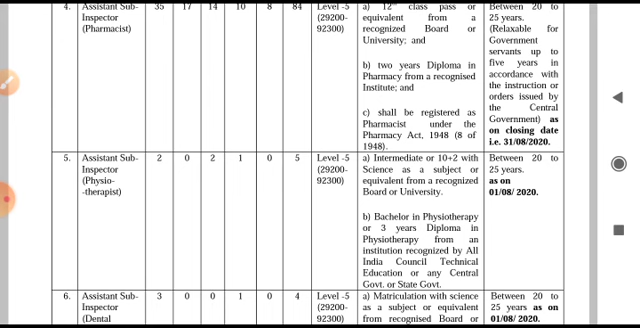 4. Assistant Sub-Inspector (Pharmacist) 35 17 14 10 8 84 Level -5 (29200-92300)
a) 12th class pass or
equivalent from a
recognized Board or
University; and
b) two years Diploma in
Pharmacy from a recognised
Institute; and
c) shall be registered as
Pharmacist under the
Pharmacy Act, 1948 (8 of
1948).
Between 20 to
25 years.
(Relaxable for
Government
servants up to
five years in
accordance with
the instruction or
orders issued by
the Central
Government) as
on closing date
i.e. 31/08/2020.
5. Assistant Sub-Inspector (Physio--therapist) 2 0 2 1 0 5 Level -5 (29200-92300)
a) Intermediate or 10+2 with
Science as a subject or
equivalent from a recognized
Board or University.
b) Bachelor in Physiotherapy
or 3 years Diploma in
Physiotherapy from an
institution recognized by All
India Council Technical
Education or any Central
Govt. or State Govt.
Between 20 to
25 years.
as on
01/08/ 2020.
6. Assistant Sub-Inspector (Dental 3 0 0 1 0 4 Level -5 (29200-92300)
a) Matriculation with science
as a subject or equivalent
from recognised Board or
Between 20 to
25 years as on
01/08/ 2020.